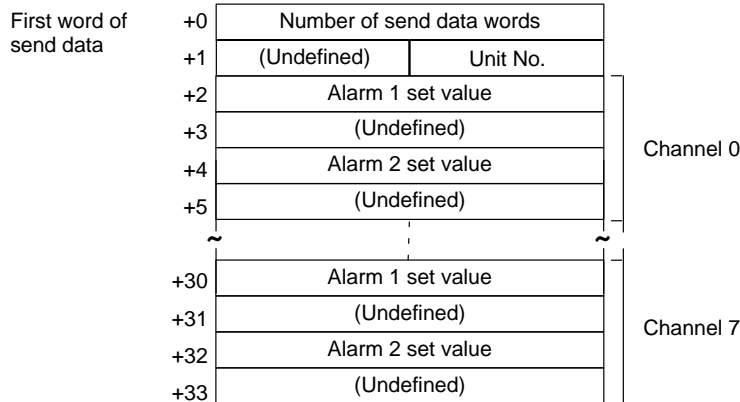 First word of
send data
+0 Number of send data words
+1 (Undefined) Unit No.
+2 Alarm 1 set value
+3 (Undefined)
Channel 0
+4 Alarm 2 set value
+5 (Undefined)
~ ~
+30 Alarm 1 set value
+31 (Undefined)
Channel 7
+32 Alarm 2 set value
+33 (Undefined)